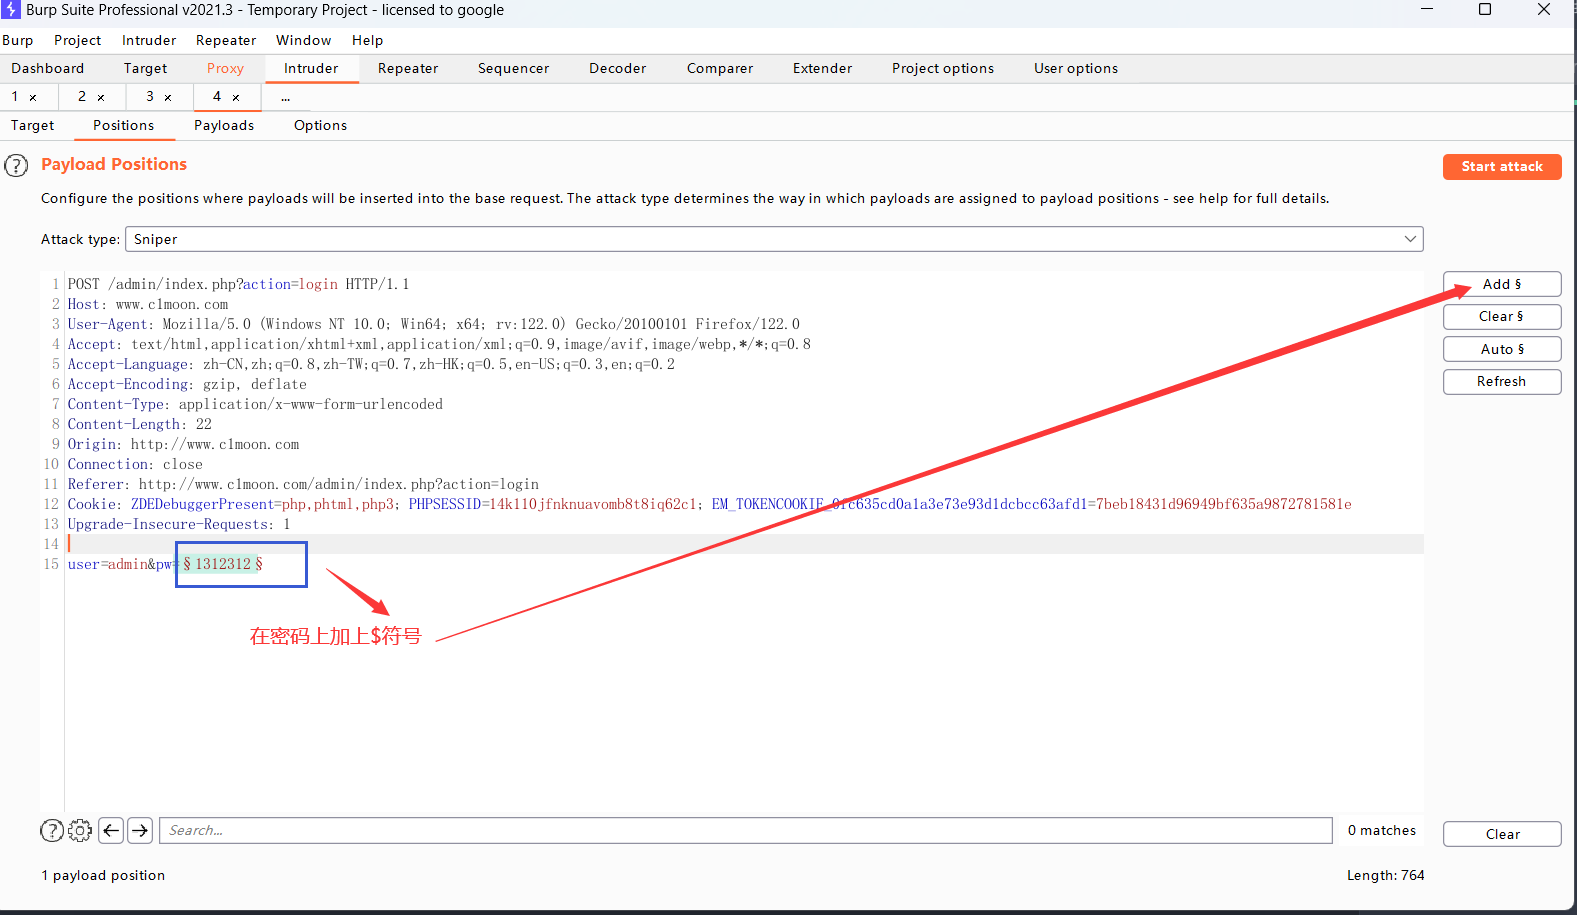 Burp Suite Professional v2021.3 - Temporary Project - licensed to google
Burp Project Intruder Repeater Window Help
Dashboard Target Proxy Intruder Repeater Sequencer Decoder Comparer Extender Project options User options
1 × 2 × 3 × 4 × ...
Target Positions Payloads Options
? Payload Positions
Start attack
Configure the positions where payloads will be inserted into the base request. The attack type determines the way in which payloads are assigned to payload positions - see help for full details.
Attack type: Sniper
1 POST /admin/index.php?action=login HTTP/1.1
2 Host: www.c1moon.com
3 User-Agent: Mozilla/5.0 (Windows NT 10.0; Win64; x64; rv:122.0) Gecko/20100101 Firefox/122.0
4 Accept: text/html,application/xhtml+xml,application/xml;q=0.9,image/avif,image/webp,*/*;q=0.8
5 Accept-Language: zh-CN,zh;q=0.8,zh-TW;q=0.7,zh-HK;q=0.5,en-US;q=0.3,en;q=0.2
6 Accept-Encoding: gzip, deflate
7 Content-Type: application/x-www-form-urlencoded
8 Content-Length: 22
9 Origin: http://www.c1moon.com
10 Connection: close
11 Referer: http://www.c1moon.com/admin/index.php?action=login
12 Cookie: ZDEDebuggerPresent=php,phtml,php3;
13 Upgrade-Insecure-Requests: 1
14
15 user=admin&pw=§1312312§
在密码上加上$符号
Add §
Clear §
Auto §
Refresh
? Search... 0 matches
Clear
1 payload position Length: 764